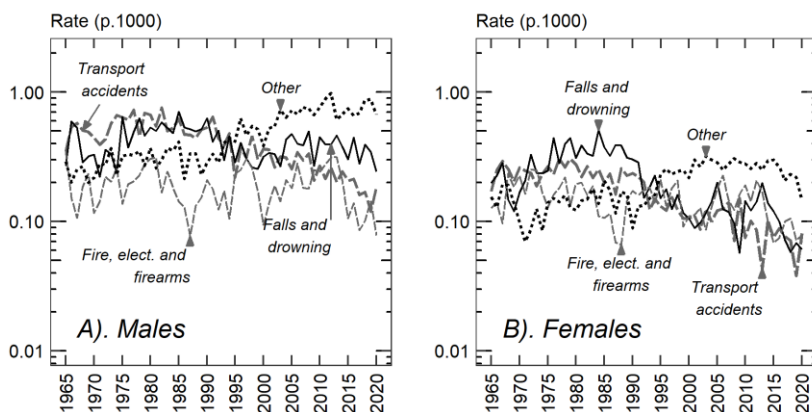 Rate (p.1000)
1.00
0.10
0.01
Transport
accidents
Other
Falls and
drowning
Fire, elect. and
firearms
A). Males
1965
1970
1975
1980
1985
1990
1995
2000
2005
2010
2015
2020
Rate (p.1000)
1.00
0.10
0.01
Falls and
drowning
Other
Fire, elect. and
firearms
Transport
accidents
B). Females
1965
1970
1975
1980
1985
1990
1995
2000
2005
2010
2015
2020